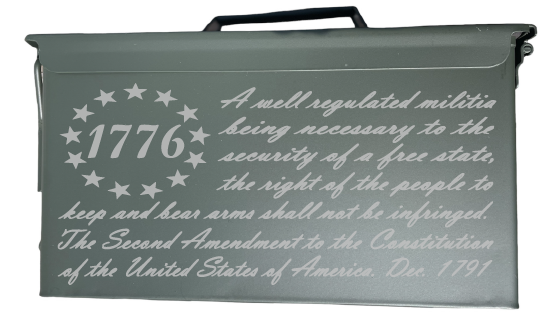 1776
A well regulated militia
being necessary to the
security of a free state,
the right of the people to
keep and bear arms shall not be infringed.
The Second Amendment to the Constitution
of the United States of America. Dec. 1791